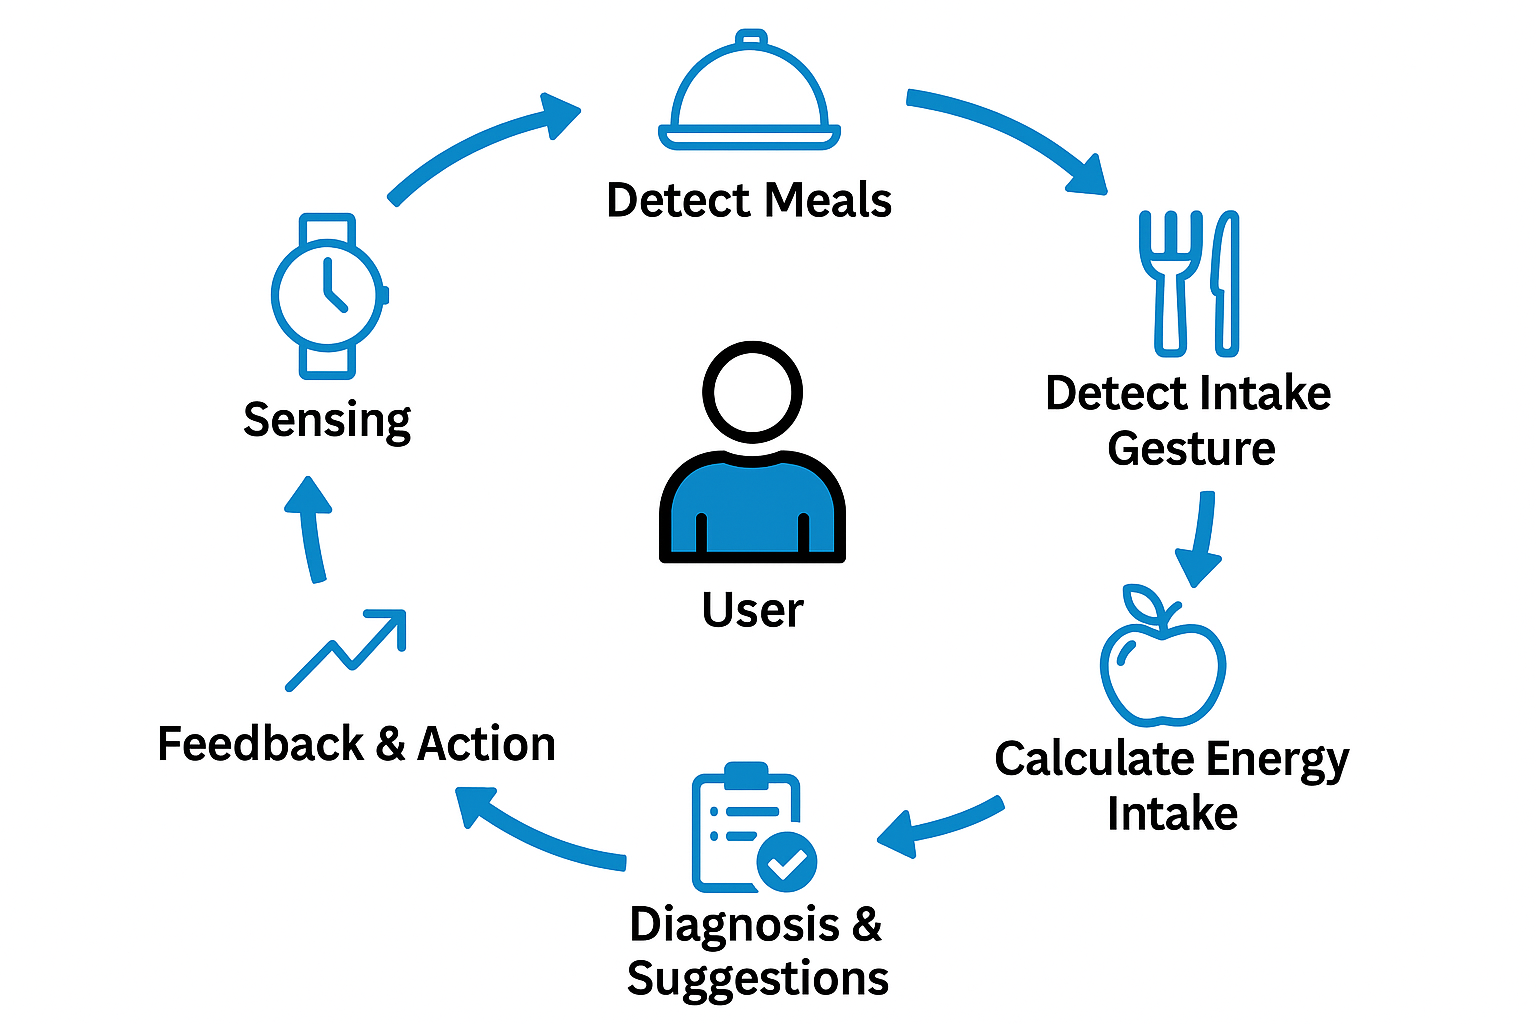 Detect Meals
Detect Intake
Gesture
Calculate Energy
Intake
Diagnosis &
Suggestions
Feedback & Action
Sensing
User